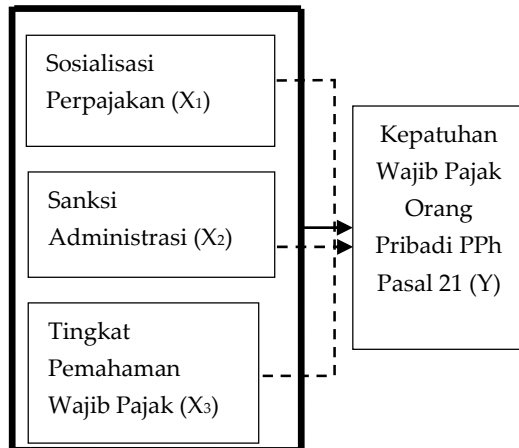 Sosialisasi
Perpajakan (X1)
Sanksi
Administrasi (X2)
Tingkat
Pemahaman
Wajib Pajak (X3)
Kepatuhan
Wajib Pajak
Orang
Pribadi PPh
Pasal 21 (Y)